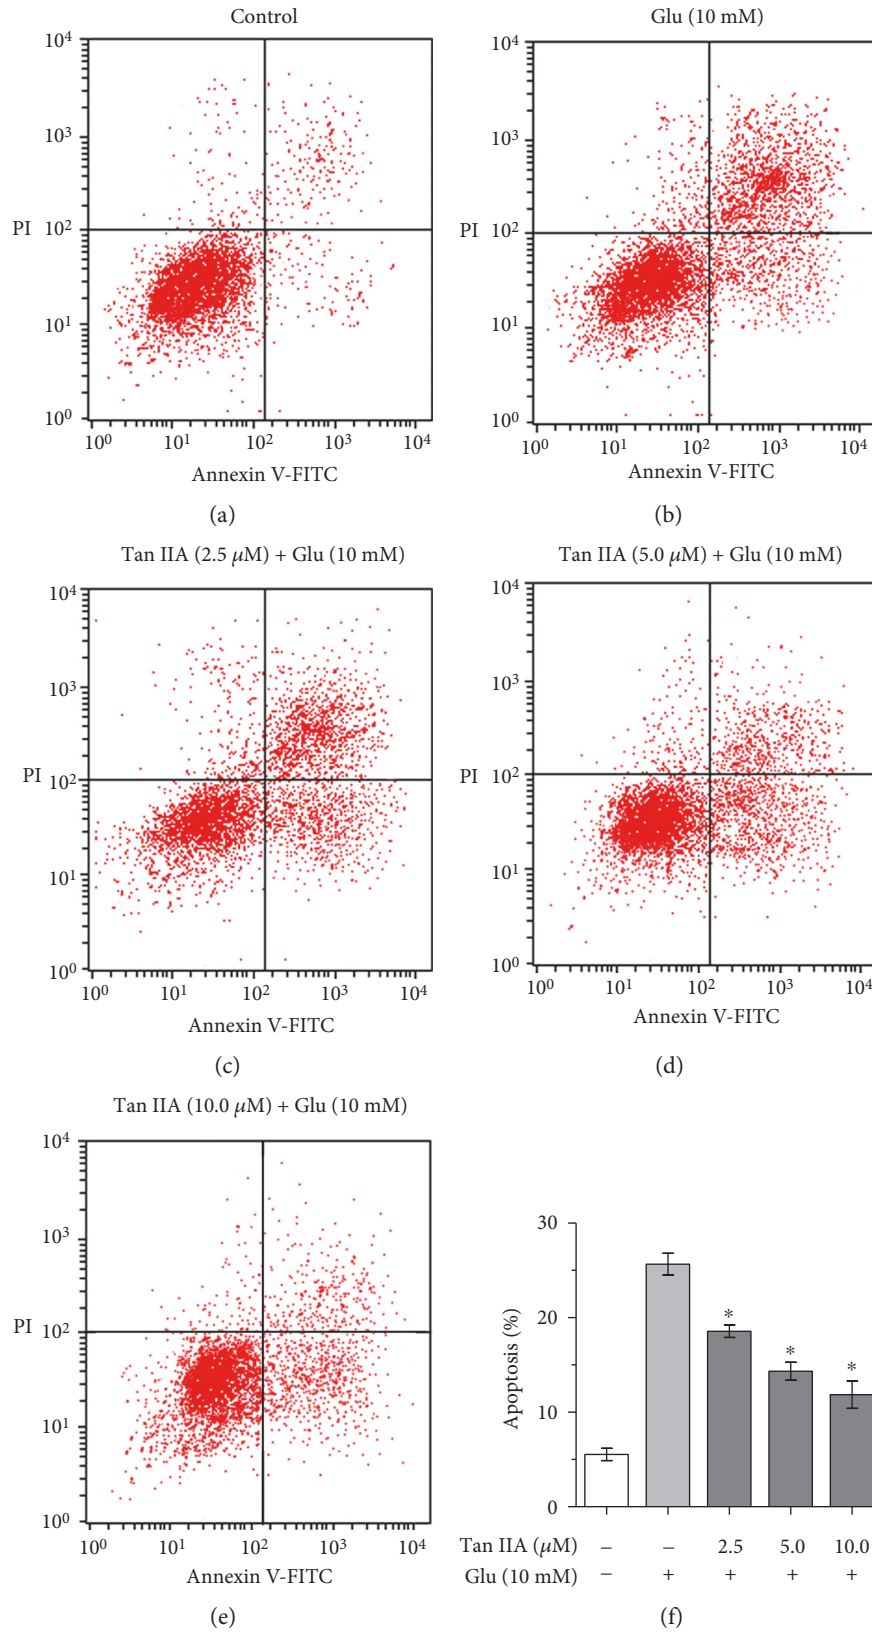 Control
10⁴
10³
PI
10²
10¹
10⁰
10⁰ 10¹ 10² 10³ 10⁴
Annexin V-FITC
(a)
Glu (10 mM)
10⁴
10³
PI
10²
10¹
10⁰
10⁰ 10¹ 10² 10³ 10⁴
Annexin V-FITC
(b)
Tan IIA (2.5 μM) + Glu (10 mM)
10⁴
10³
PI
10²
10¹
10⁰
10⁰ 10¹ 10² 10³ 10⁴
Annexin V-FITC
(c)
Tan IIA (5.0 μM) + Glu (10 mM)
10⁴
10³
PI
10²
10¹
10⁰
10⁰ 10¹ 10² 10³ 10⁴
Annexin V-FITC
(d)
Tan IIA (10.0 μM) + Glu (10 mM)
10⁴
10³
PI
10²
10¹
10⁰
10⁰ 10¹ 10² 10³ 10⁴
Annexin V-FITC
(e)
30
20
10
0
Apoptosis (%)
* * *
Tan IIA (μM) – – 2.5 5.0 10.0
Glu (10 mM) – + + + +
(f)